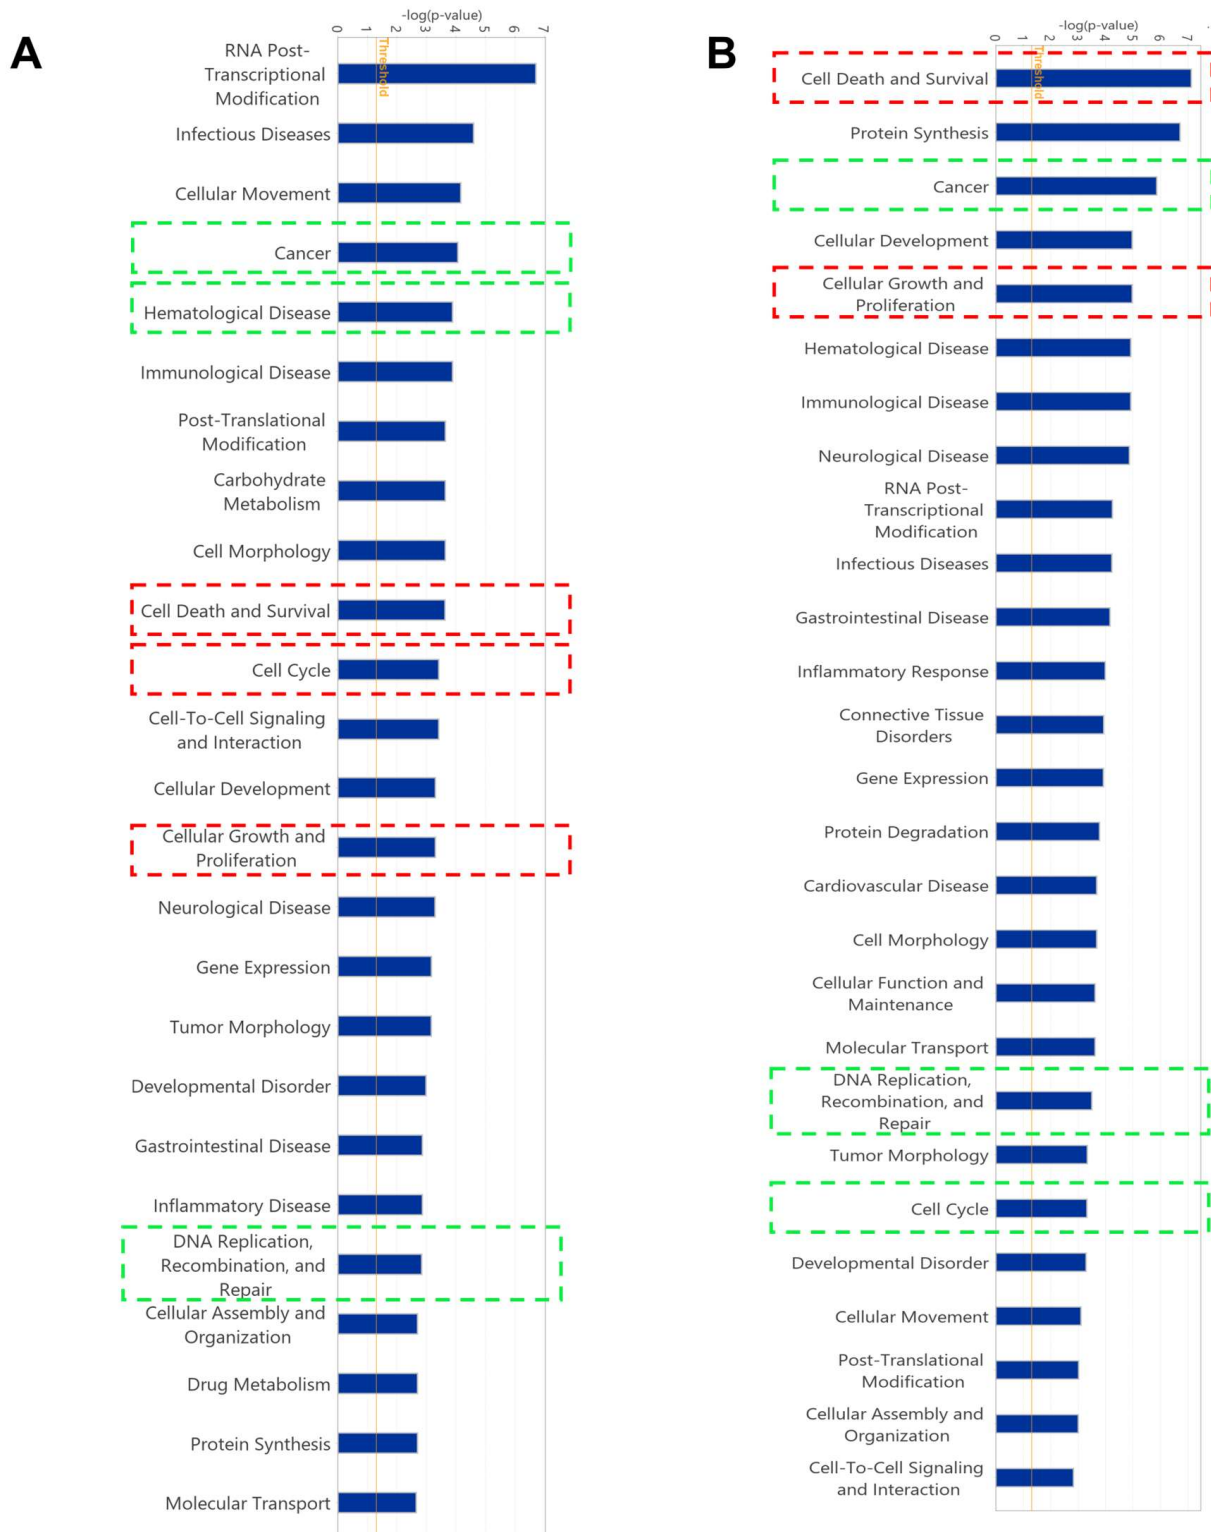 A
-log(p-value)
0 1 2 3 4 5 6 7
Threshold
RNA Post-
Transcriptional
Modification
Infectious Diseases
Cellular Movement
Cancer
Hematological Disease
Immunological Disease
Post-Translational
Modification
Carbohydrate
Metabolism
Cell Morphology
Cell Death and Survival
Cell Cycle
Cell-To-Cell Signaling
and Interaction
Cellular Development
Cellular Growth and
Proliferation
Neurological Disease
Gene Expression
Tumor Morphology
Developmental Disorder
Gastrointestinal Disease
Inflammatory Disease
DNA Replication,
Recombination, and
Repair
Cellular Assembly and
Organization
Drug Metabolism
Protein Synthesis
Molecular Transport
B
-log(p-value)
0 1 2 3 4 5 6 7
Threshold
Cell Death and Survival
Protein Synthesis
Cancer
Cellular Development
Cellular Growth and
Proliferation
Hematological Disease
Immunological Disease
Neurological Disease
RNA Post-
Transcriptional
Modification
Infectious Diseases
Gastrointestinal Disease
Inflammatory Response
Connective Tissue
Disorders
Gene Expression
Protein Degradation
Cardiovascular Disease
Cell Morphology
Cellular Function and
Maintenance
Molecular Transport
DNA Replication,
Recombination, and
Repair
Tumor Morphology
Cell Cycle
Developmental Disorder
Cellular Movement
Post-Translational
Modification
Cellular Assembly and
Organization
Cell-To-Cell Signaling
and Interaction